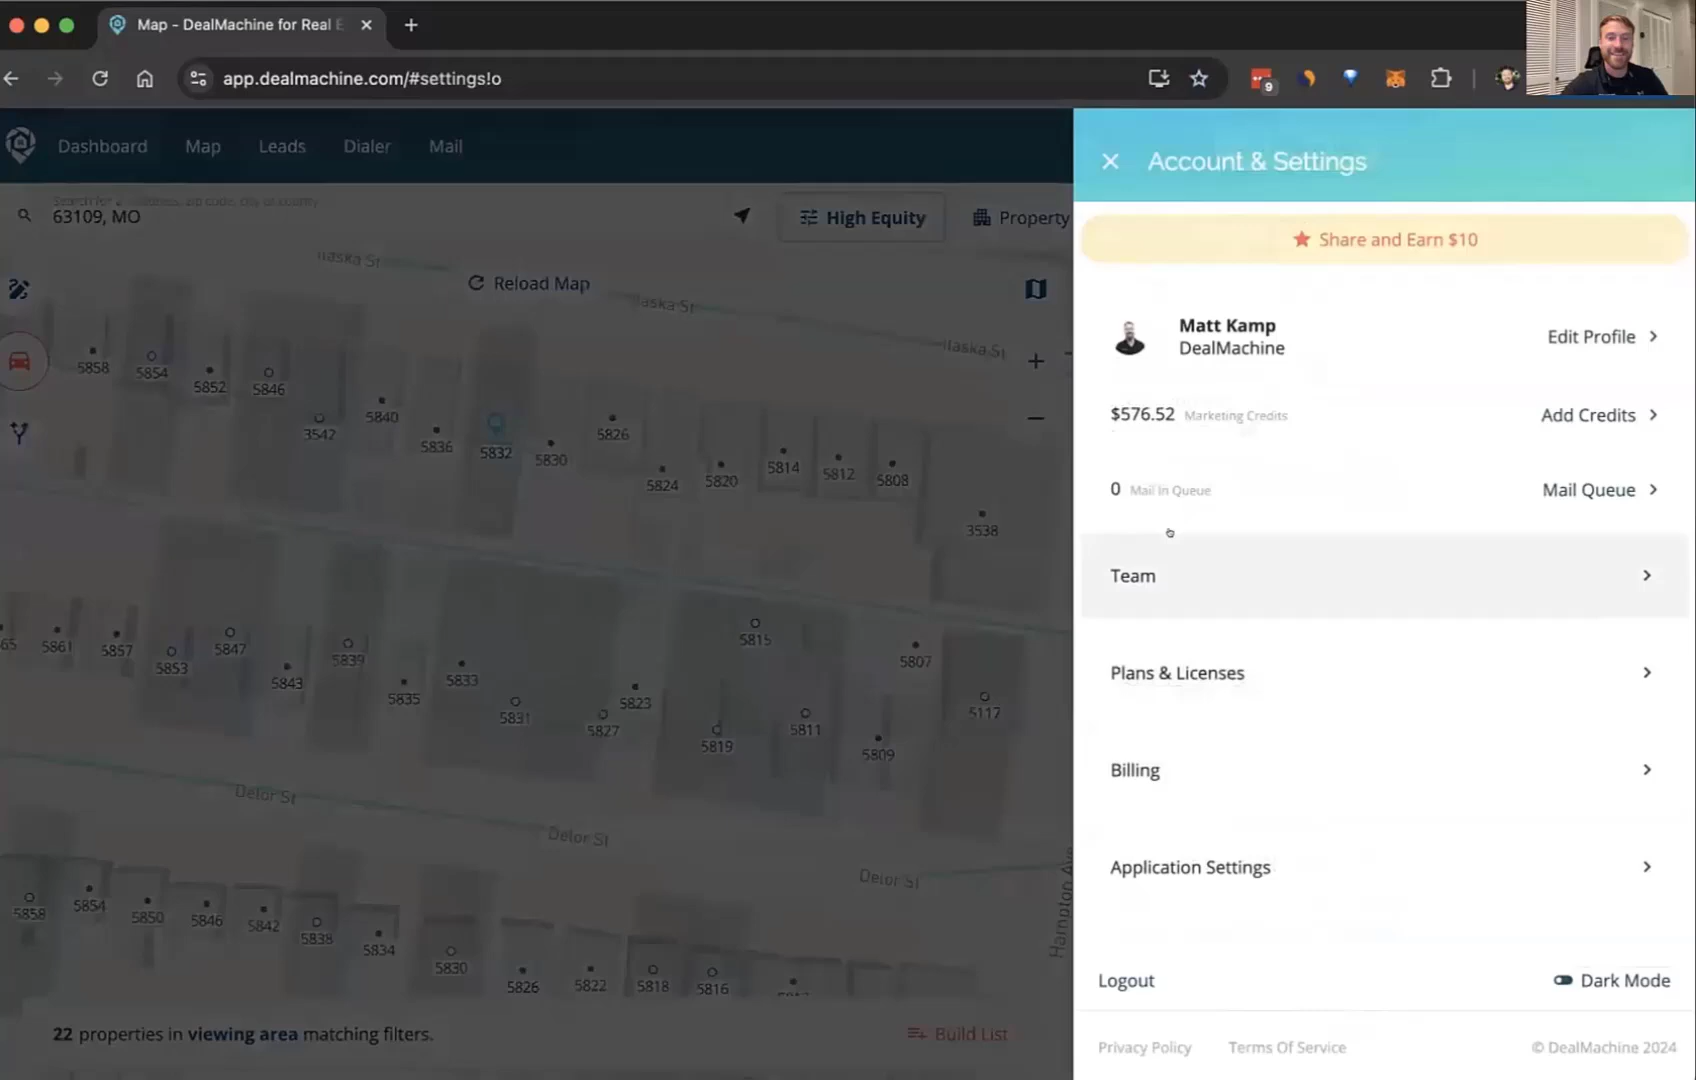 Map - DealMachine for Real E
app.dealmachine.com/#settings!o
9
Dashboard Map Leads Dialer Mail
63109, MO
High Equity
Property
Reload Map
5858
5854
5852
5846
3542
5840
5836
5832
5830
5826
5824
5820
5814
5812
5808
3538
65
5861
5857
5853
5847
5843
5839
5835
5833
5831
5827
5823
5819
5815
5811
5809
5807
5117
Delor St
Delor St
Delor St
Hampton Ave
5858
5854
5850
5846
5842
5838
5834
5830
5826
5822
5818
5816
22 properties in viewing area matching filters.
Build List
Account & Settings
Share and Earn $10
Matt Kamp
DealMachine
Edit Profile
$576.52 Marketing Credits
Add Credits
0 Mail In Queue
Mail Queue
Team
Plans & Licenses
Billing
Application Settings
Logout
Dark Mode
Privacy Policy
Terms Of Service
© DealMachine 2024